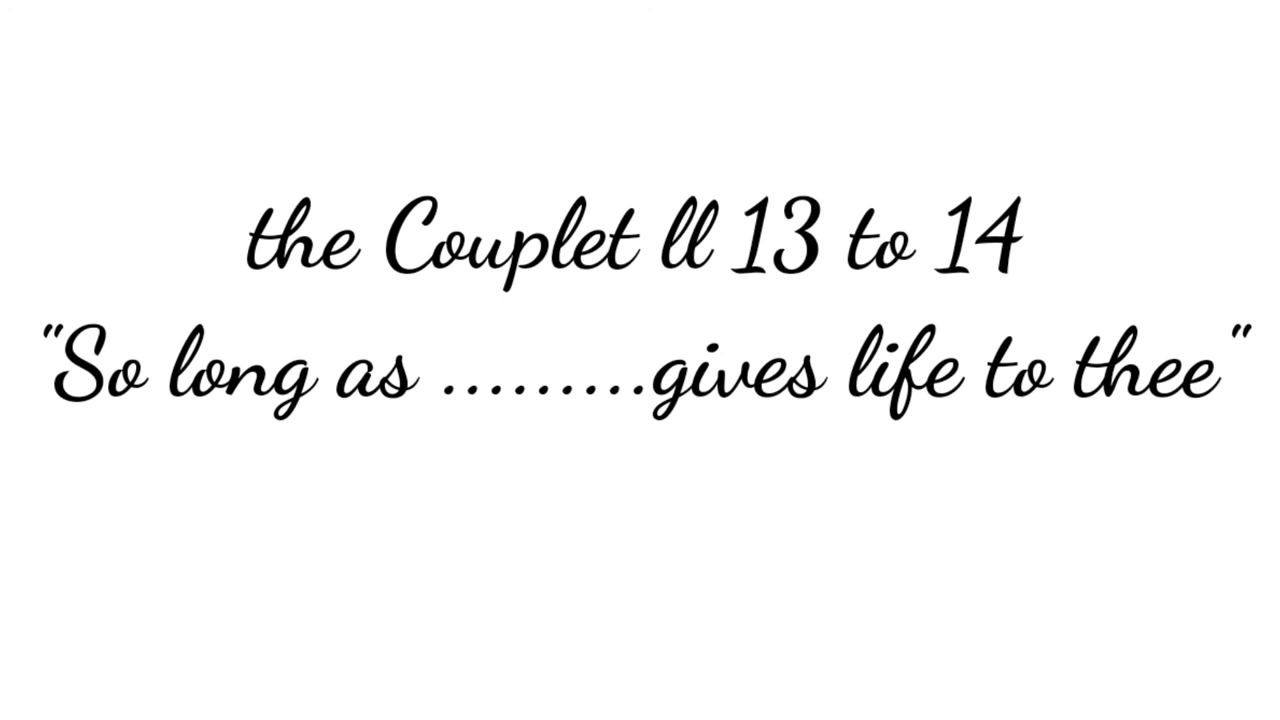 the Couplet ll 13 to 14
"So long as .........gives life to thee"